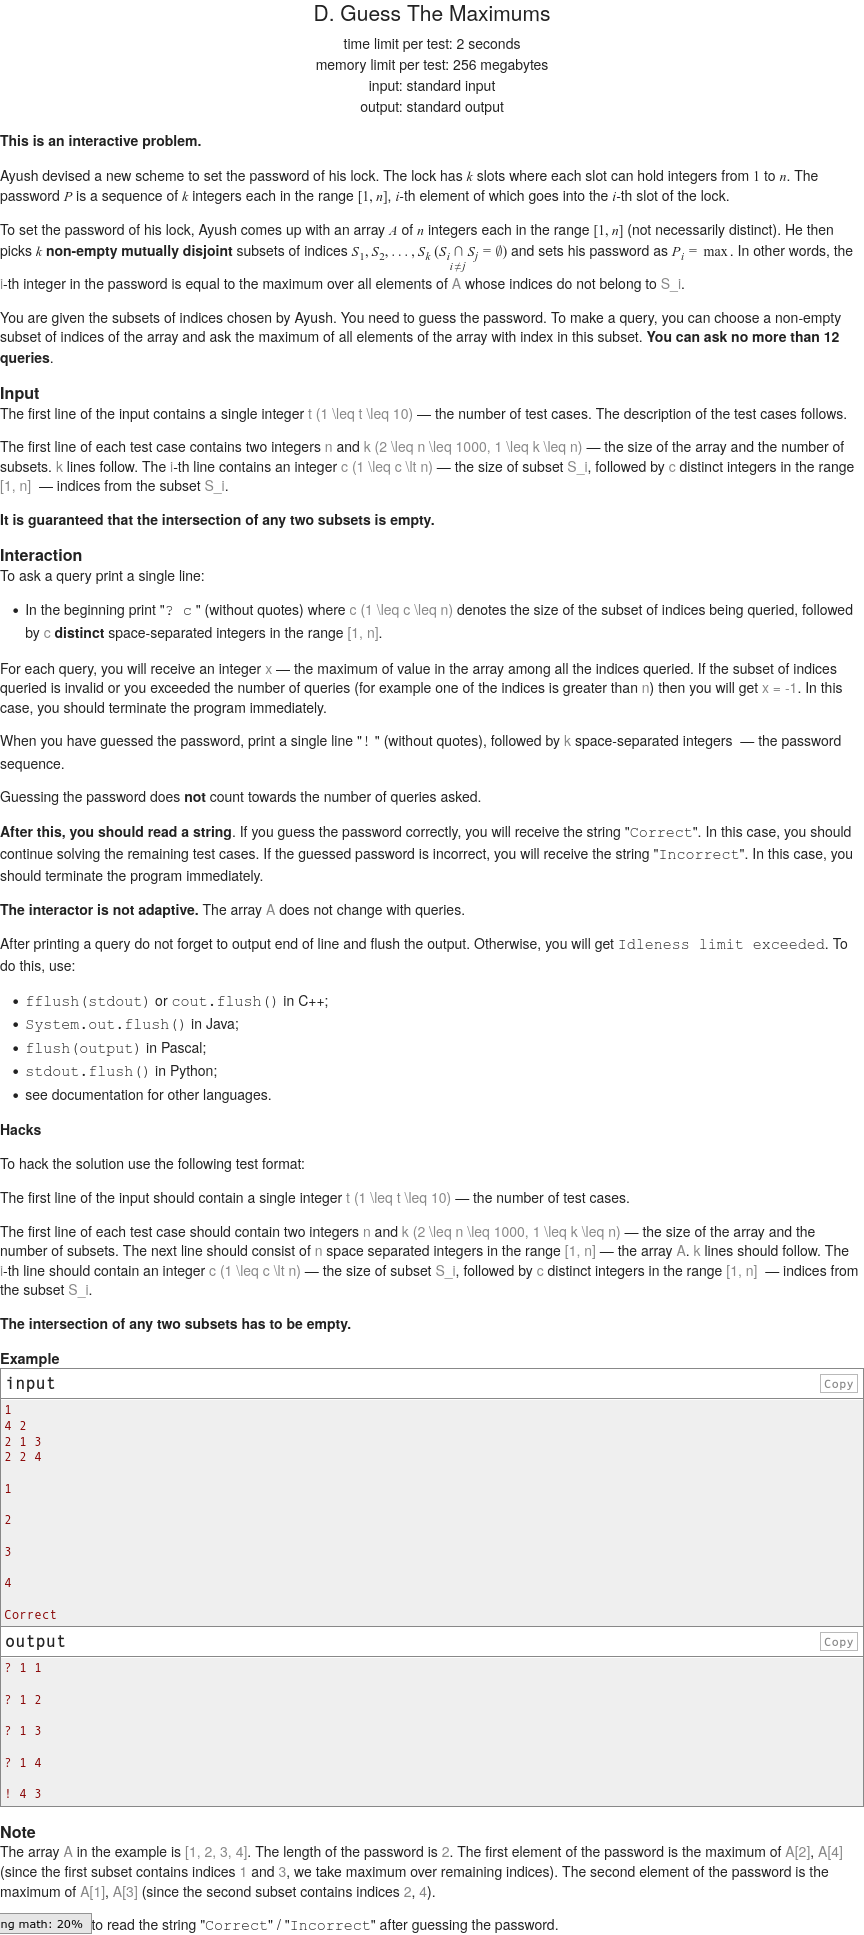 D. Guess The Maximums
time limit per test: 2 seconds
memory limit per test: 256 megabytes
input: standard input
output: standard output
This is an interactive problem.
Ayush devised a new scheme to set the password of his lock. The lock has k slots where each slot can hold integers from 1 to n. The
password P is a sequence of k integers each in the range [1, n], i-th element of which goes into the i-th slot of the lock.
To set the password of his lock, Ayush comes up with an array A of n integers each in the range [1, n] (not necessarily distinct). He then
picks k non-empty mutually disjoint subsets of indices S₁, S₂, . . . , Sₖ (Sᵢ ∩ Sⱼ = ∅) and sets his password as Pᵢ = max . In other words, the
i≠j
i-th integer in the password is equal to the maximum over all elements of A whose indices do not belong to S_i.
You are given the subsets of indices chosen by Ayush. You need to guess the password. To make a query, you can choose a non-empty
subset of indices of the array and ask the maximum of all elements of the array with index in this subset. You can ask no more than 12
queries.
Input
The first line of the input contains a single integer t (1 \leq t \leq 10) — the number of test cases. The description of the test cases follows.
The first line of each test case contains two integers n and k (2 \leq n \leq 1000, 1 \leq k \leq n) — the size of the array and the number of
subsets. k lines follow. The i-th line contains an integer c (1 \leq c \lt n) — the size of subset S_i, followed by c distinct integers in the range
[1, n] — indices from the subset S_i.
It is guaranteed that the intersection of any two subsets is empty.
Interaction
To ask a query print a single line:
• In the beginning print "? c " (without quotes) where c (1 \leq c \leq n) denotes the size of the subset of indices being queried, followed
by c distinct space-separated integers in the range [1, n].
For each query, you will receive an integer x — the maximum of value in the array among all the indices queried. If the subset of indices
queried is invalid or you exceeded the number of queries (for example one of the indices is greater than n) then you will get x = -1. In this
case, you should terminate the program immediately.
When you have guessed the password, print a single line "! " (without quotes), followed by k space-separated integers — the password
sequence.
Guessing the password does not count towards the number of queries asked.
After this, you should read a string. If you guess the password correctly, you will receive the string "Correct". In this case, you should
continue solving the remaining test cases. If the guessed password is incorrect, you will receive the string "Incorrect". In this case, you
should terminate the program immediately.
The interactor is not adaptive. The array A does not change with queries.
After printing a query do not forget to output end of line and flush the output. Otherwise, you will get Idleness limit exceeded. To
do this, use:
• fflush(stdout) or cout.flush() in C++;
• System.out.flush() in Java;
• flush(output) in Pascal;
• stdout.flush() in Python;
• see documentation for other languages.
Hacks
To hack the solution use the following test format:
The first line of the input should contain a single integer t (1 \leq t \leq 10) — the number of test cases.
The first line of each test case should contain two integers n and k (2 \leq n \leq 1000, 1 \leq k \leq n) — the size of the array and the
number of subsets. The next line should consist of n space separated integers in the range [1, n] — the array A. k lines should follow. The
i-th line should contain an integer c (1 \leq c \lt n) — the size of subset S_i, followed by c distinct integers in the range [1, n] — indices from
the subset S_i.
The intersection of any two subsets has to be empty.
Example
input Copy
1
4 2
2 1 3
2 2 4
1
2
3
4
Correct
output Copy
? 1 1
? 1 2
? 1 3
? 1 4
! 4 3
Note
The array A in the example is [1, 2, 3, 4]. The length of the password is 2. The first element of the password is the maximum of A[2], A[4]
(since the first subset contains indices 1 and 3, we take maximum over remaining indices). The second element of the password is the
maximum of A[1], A[3] (since the second subset contains indices 2, 4).
ng math: 20% to read the string "Correct" / "Incorrect" after guessing the password.